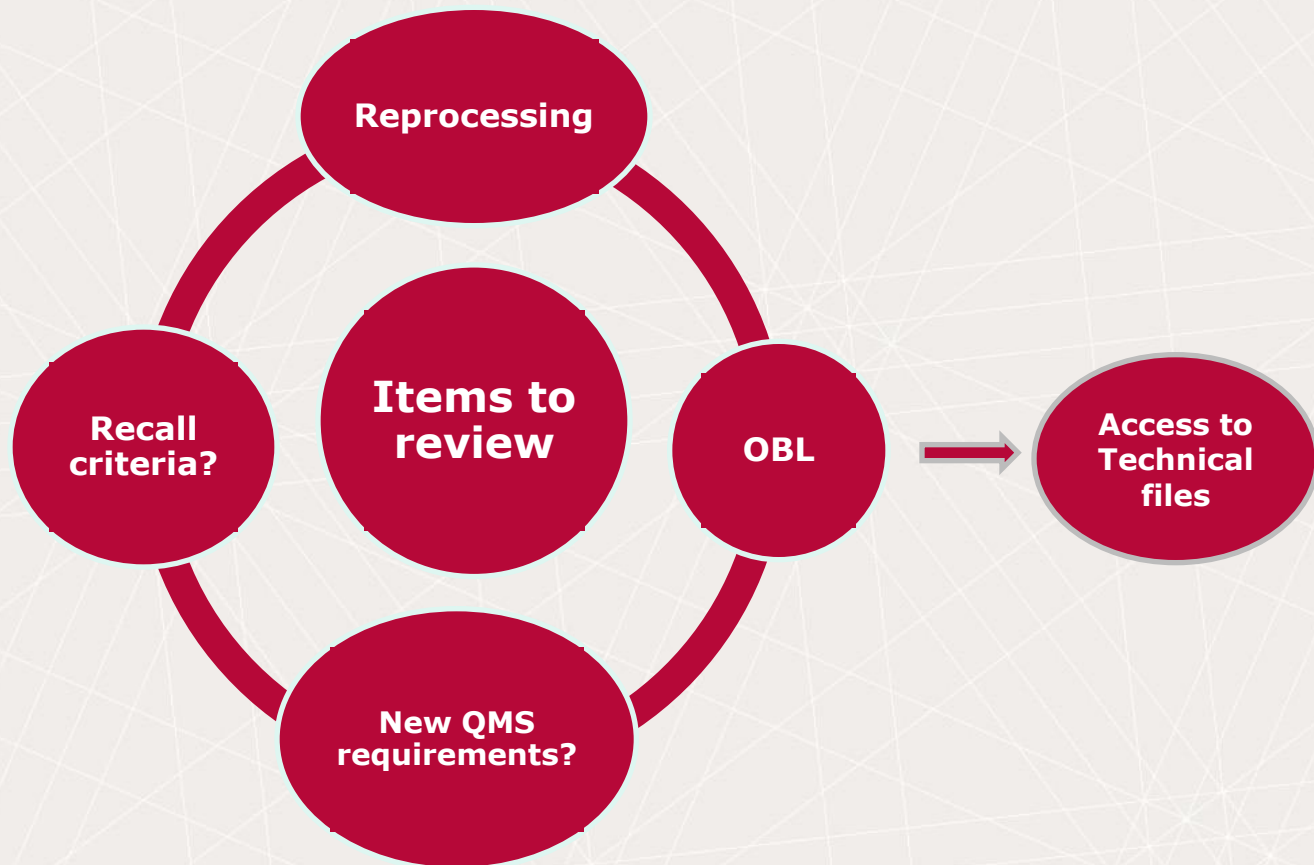 Reprocessing
Items to
review
Recall
criteria?
OBL
Access to
Technical
files
New QMS
requirements?